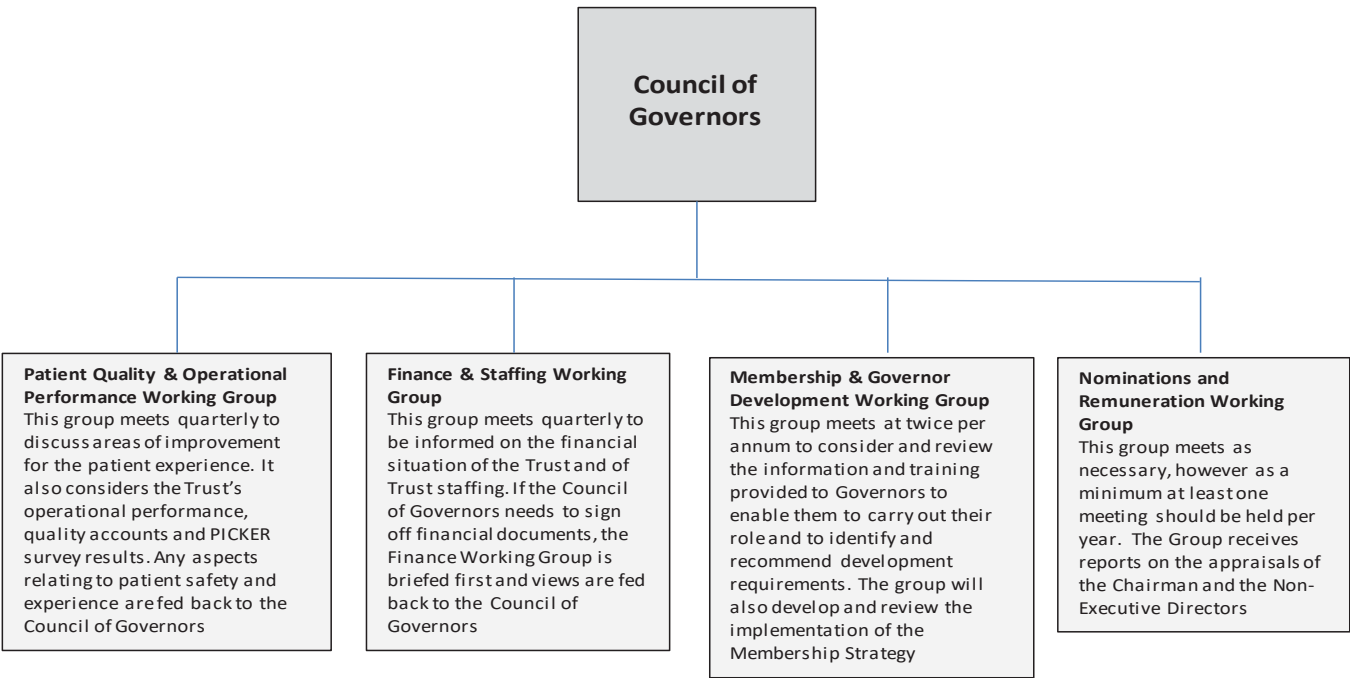 Council of
Governors
Patient Quality & Operational
Performance Working Group
This group meets quarterly to
discuss areas of improvement
for the patient experience. It
also considers the Trust's
operational performance,
quality accounts and PICKER
survey results. Any aspects
relating to patient safety and
experience are fed back to the
Council of Governors
Finance & Staffing Working
Group
This group meets quarterly to
be informed on the financial
situation of the Trust and of
Trust staffing. If the Council
of Governors needs to sign
off financial documents, the
Finance Working Group is
briefed first and views are fed
back to the Council of
Governors
Membership & Governor
Development Working Group
This group meets at twice per
annum to consider and review
the information and training
provided to Governors to
enable them to carry out their
role and to identify and
recommend development
requirements. The group will
also develop and review the
implementation of the
Membership Strategy
Nominations and
Remuneration Working
Group
This group meets as
necessary, however as a
minimum at least one
meeting should be held per
year. The Group receives
reports on the appraisals of
the Chairman and the Non-
Executive Directors